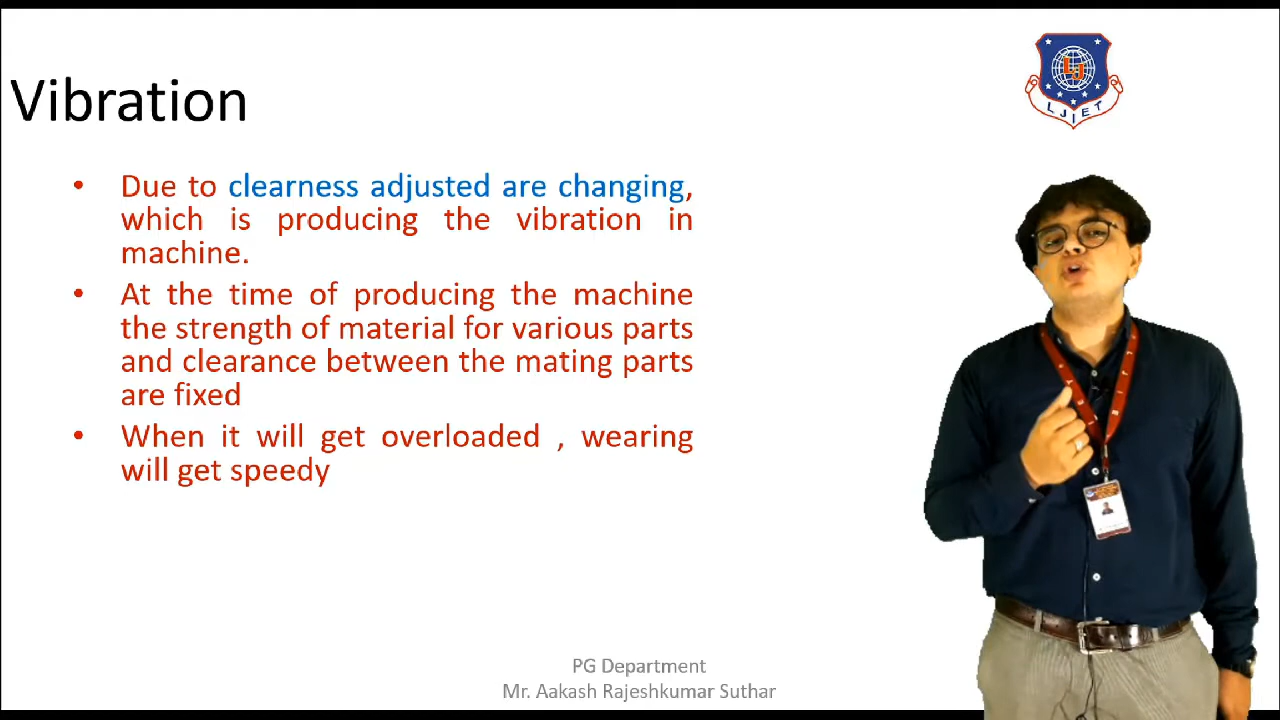 Vibration
LJIET
• Due to clearness adjusted are changing,
which is producing the vibration in
machine.
• At the time of producing the machine
the strength of material for various parts
and clearance between the mating parts
are fixed
• When it will get overloaded , wearing
will get speedy
PG Department
Mr. Aakash Rajeshkumar Suthar